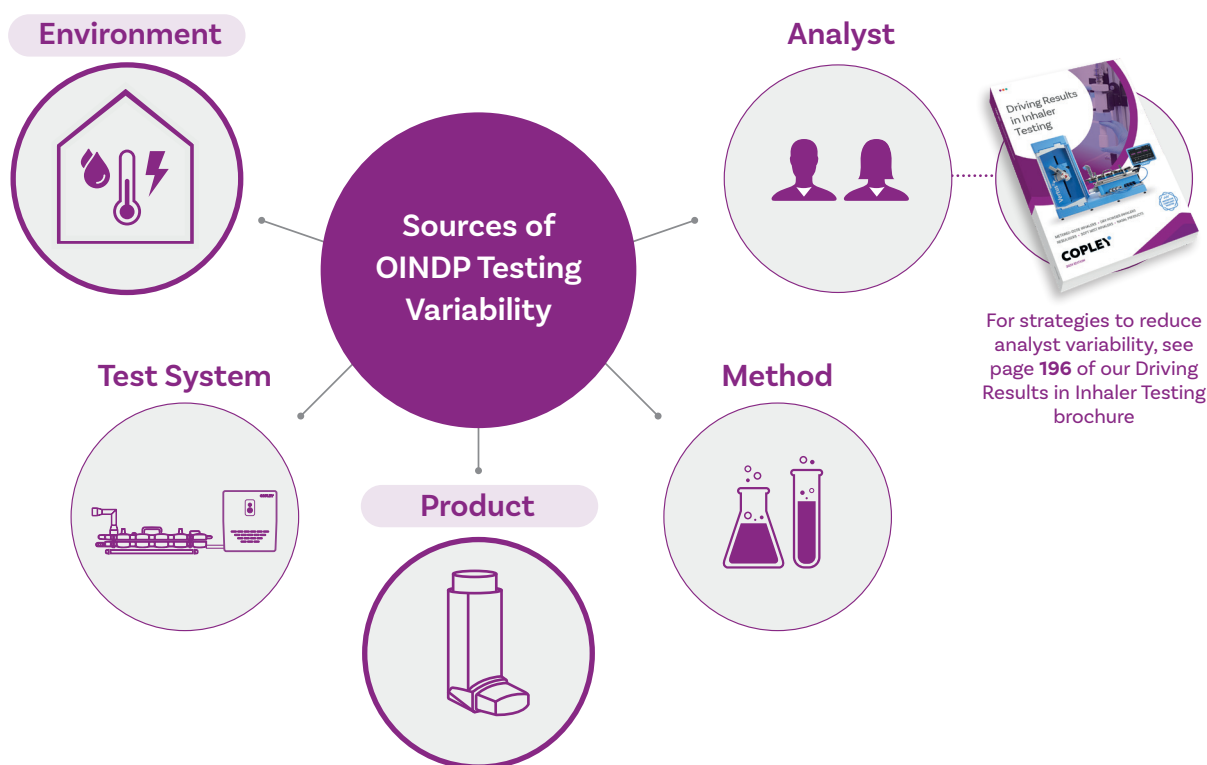 Environment
Analyst
Sources of
OINDP Testing
Variability
Driving Results
in Inhaler
Testing
COPLEY
For strategies to reduce
analyst variability, see
page 196 of our Driving
Results in Inhaler Testing
brochure
Test System
COPLEY
Method
Product